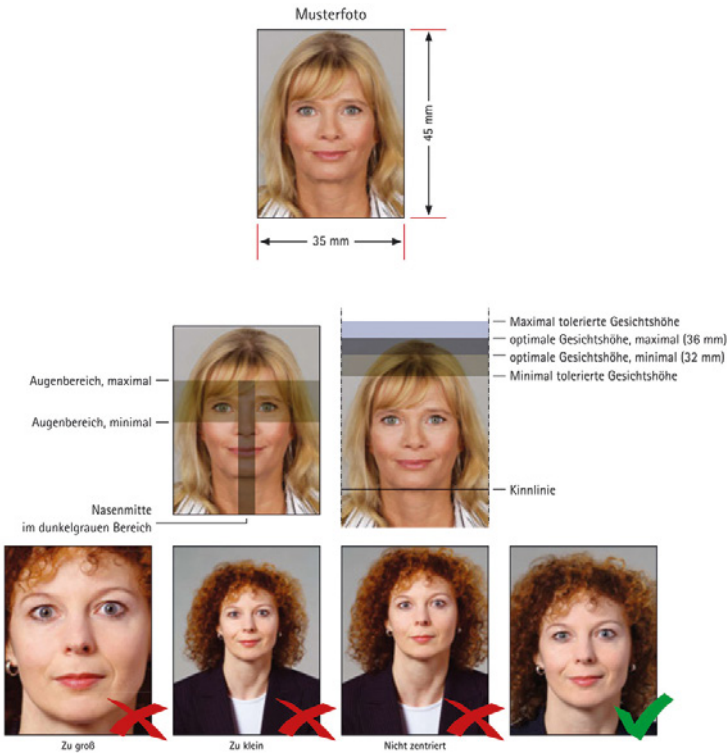 Musterfoto
45 mm
35 mm
Augenbereich, maximal
Augenbereich, minimal
Nasenmitte
im dunkelgrauen Bereich
Maximal tolerierte Gesichtshöhe
optimale Gesichtshöhe, maximal (36 mm)
optimale Gesichtshöhe, minimal (32 mm)
Minimal tolerierte Gesichtshöhe
Kinnlinie
Zu groß
Zu klein
Nicht zentriert